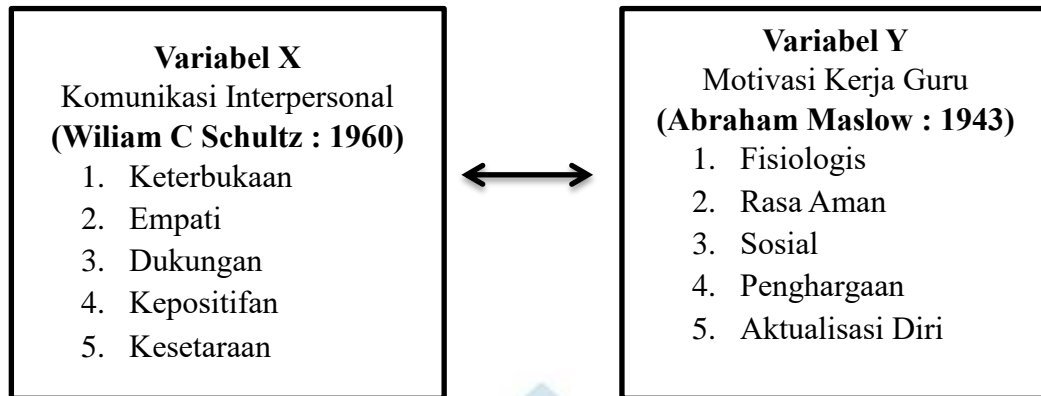 Variabel X
Komunikasi Interpersonal
(Wiliam C Schultz : 1960)
1. Keterbukaan
2. Empati
3. Dukungan
4. Kepositifan
5. Kesetaraan
Variabel Y
Motivasi Kerja Guru
(Abraham Maslow : 1943)
1. Fisiologis
2. Rasa Aman
3. Sosial
4. Penghargaan
5. Aktualisasi Diri